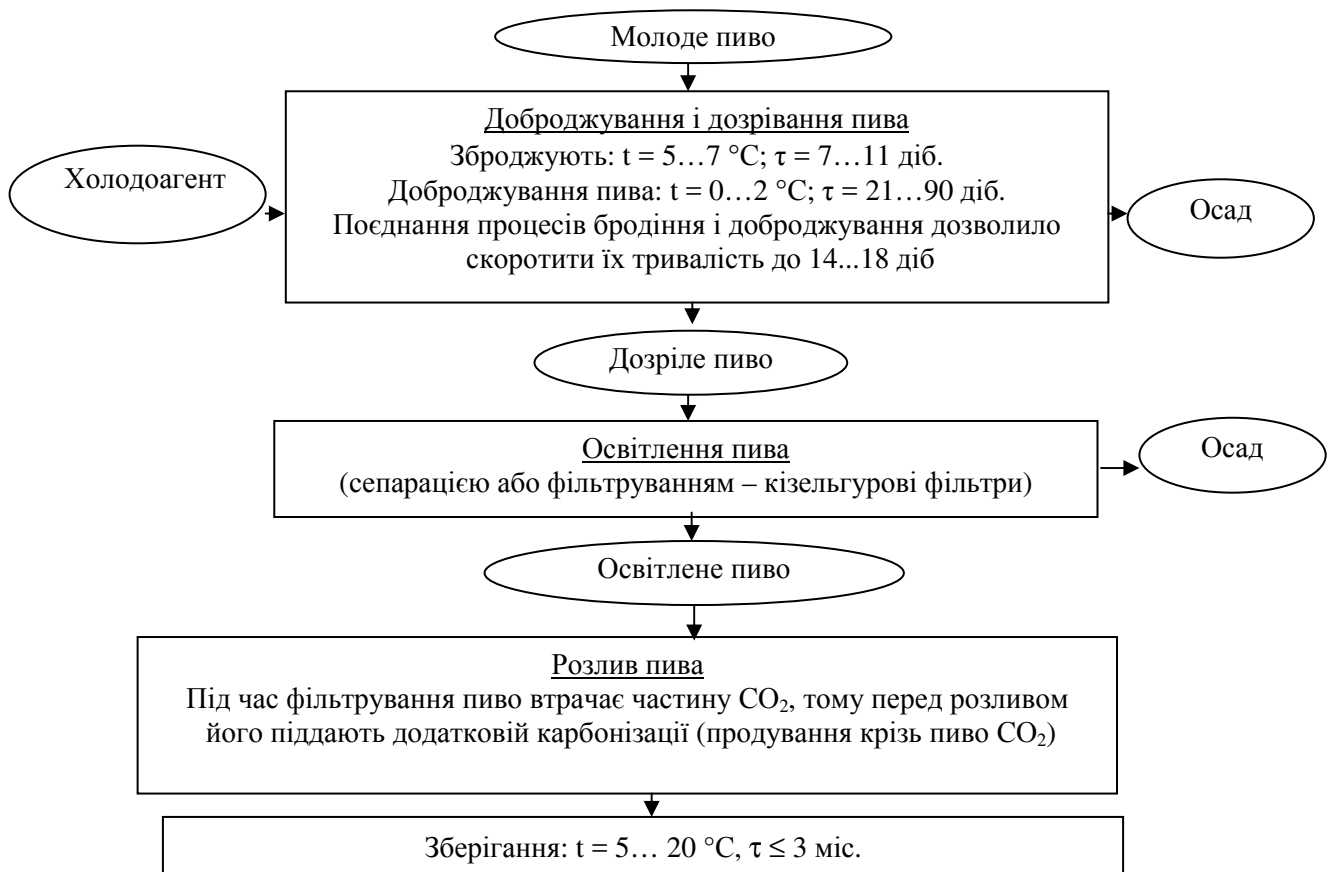 Молоде пиво
Доброджування і дозрівання пива
Зброджують: t = 5…7 °С; τ = 7…11 діб.
Холодоагент
Доброджування пива: t = 0…2 °С; τ = 21…90 діб.
Осад
Поєднання процесів бродіння і доброджування дозволило
скоротити їх тривалість до 14...18 діб
Дозріле пиво
Освітлення пива
Осад
(сепарацією або фільтруванням – кізельгурові фільтри)
Освітлене пиво
Розлив пива
Під час фільтрування пиво втрачає частину СО₂, тому перед розливом
його піддають додатковій карбонізації (продування крізь пиво СО₂)
Зберігання: t = 5… 20 °С, τ ≤ 3 міс.